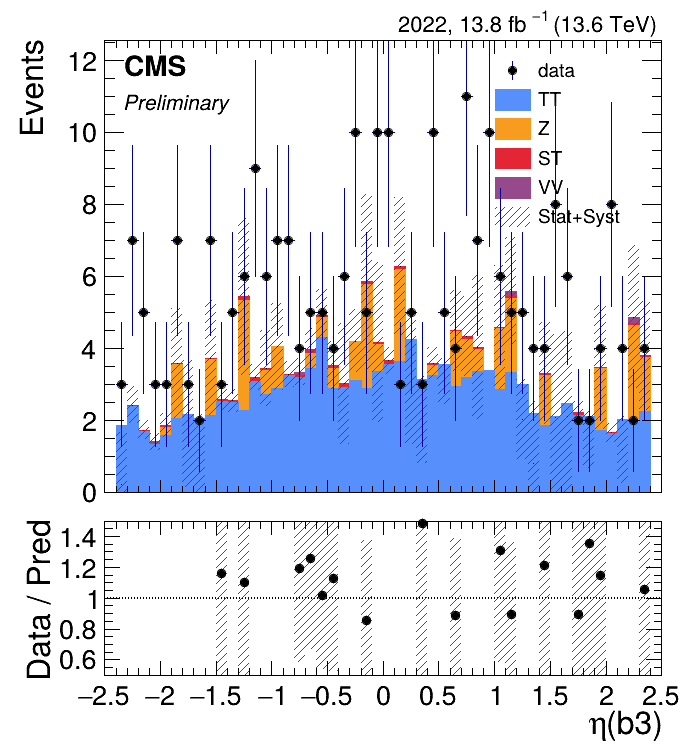 2022, 13.8 fb⁻¹ (13.6 TeV)
Events
12
10
8
6
4
2
0
CMS
Preliminary
data
TT
Z
ST
VV
Stat+Syst
Data / Pred
1.4
1.2
1
0.8
0.6
−2.5 −2 −1.5 −1 −0.5 0 0.5 1 1.5 2 2.5
η(b3)